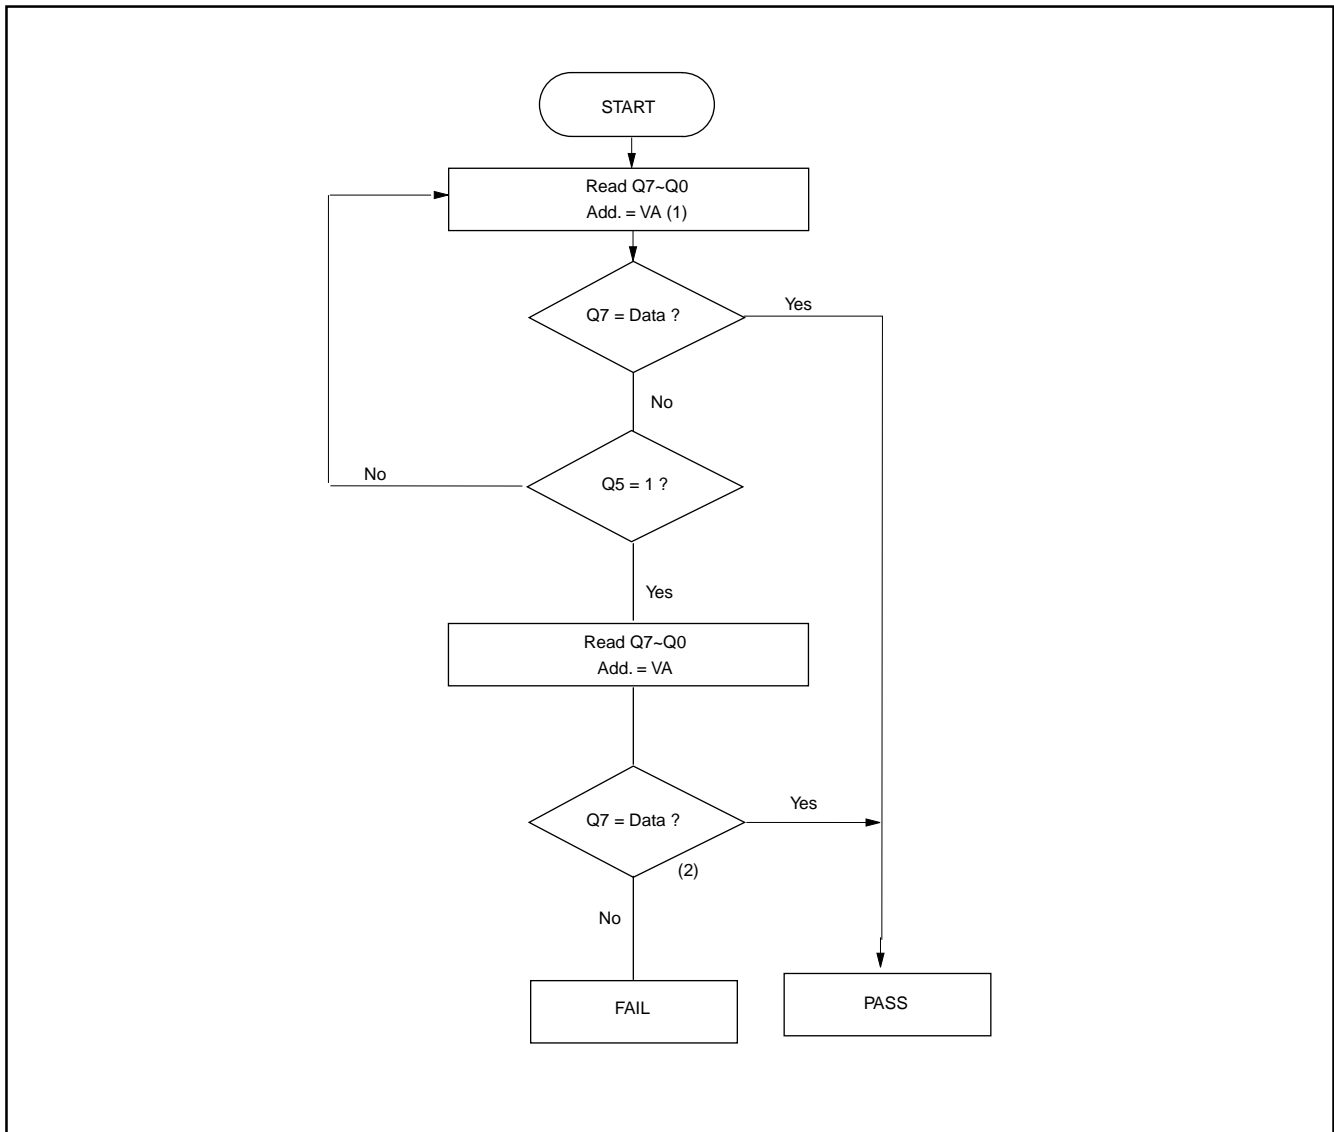 START
Read Q7~Q0
Add. = VA (1)
Q7 = Data ?
Yes
No
Q5 = 1 ?
No
Yes
Read Q7~Q0
Add. = VA
Q7 = Data ?
Yes
(2)
No
FAIL
PASS